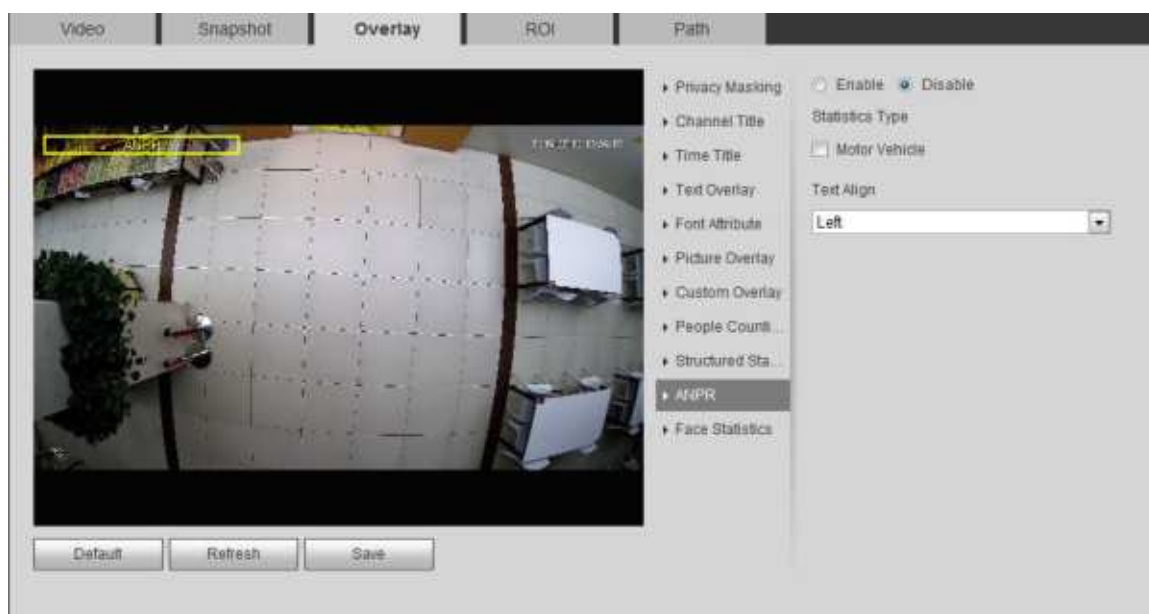 Video
Snapshot
Overlay
ROI
Path
ANPR
Privacy Masking
Channel Title
Time Title
Text Overlay
Font Attribute
Picture Overlay
Custom Overlay
People Counti...
Structured Sta...
ANPR
Face Statistics
Enable Disable
Statistics Type
Motor Vehicle
Text Align
Left
Default
Refresh
Save